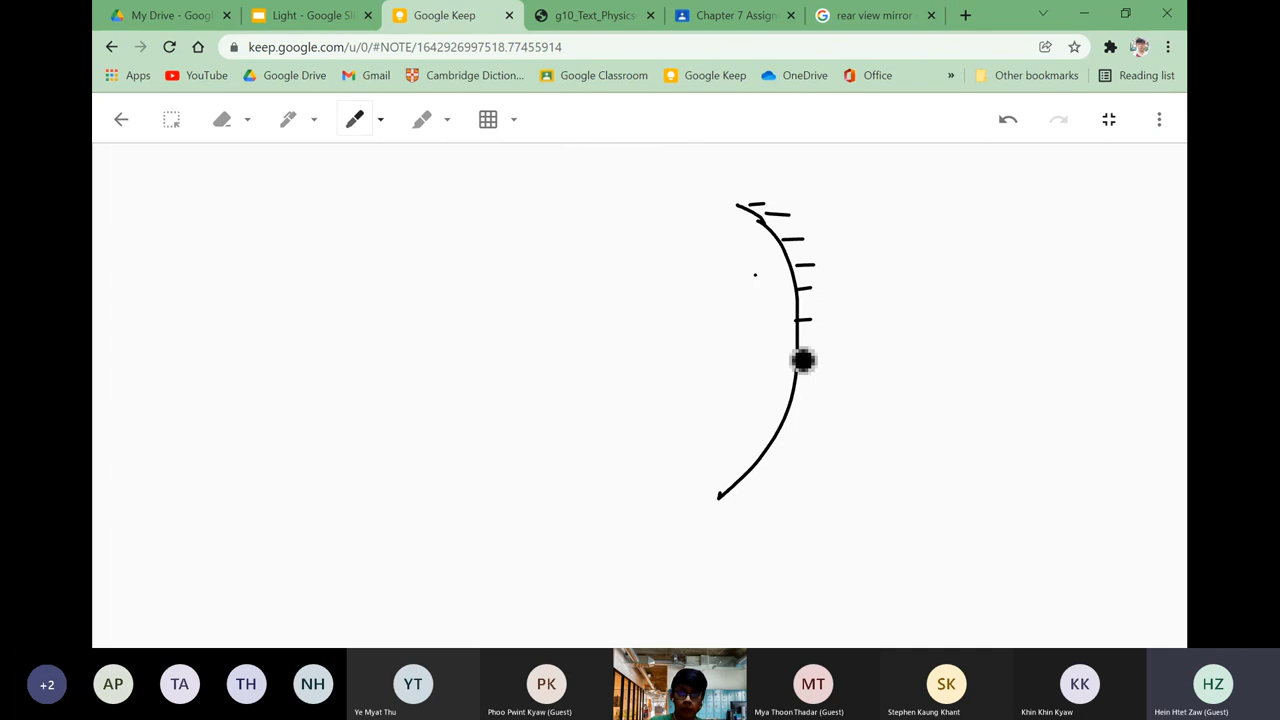 My Drive - Googl
Light - Google Sli
Google Keep
g10_Text_Physics-
Chapter 7 Assign
rear view mirror -
keep.google.com/u/0/#NOTE/1642926997518.77455914
Apps
YouTube
Google Drive
Gmail
Cambridge Diction...
Google Classroom
Google Keep
OneDrive
Office
»
Other bookmarks
Reading list
+2
AP
TA
TH
NH
YT
PK
MT
SK
KK
HZ
Ye Myat Thu
Phoo Pwint Kyaw (Guest)
Mya Thoon Thadar (Guest)
Stephen Kaung Khant
Khin Khin Kyaw
Hein Htet Zaw (Guest)